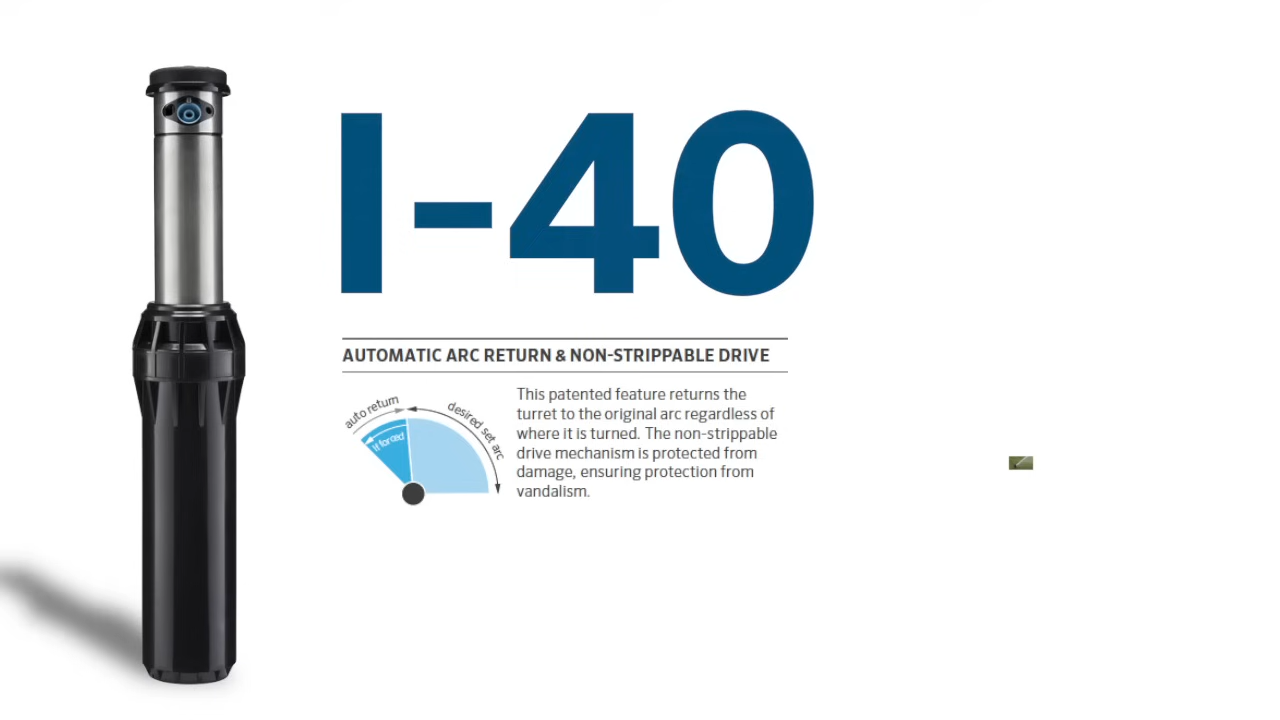 I-40
AUTOMATIC ARC RETURN & NON-STRIPPABLE DRIVE
auto return
desired set arc
if forced
This patented feature returns the
turret to the original arc regardless of
where it is turned. The non-strippable
drive mechanism is protected from
damage, ensuring protection from
vandalism.